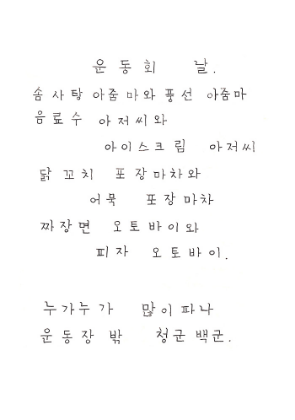 운동회 날.
솜사탕 아줌마와 풍선 아줌마
음료수 아저씨와
아이스크림 아저씨
닭꼬치 포장마차와
어묵 포장마차
짜장면 오토바이와
피자 오토바이.
누가누가 많이 파나
운동장 밖 청군 백군.